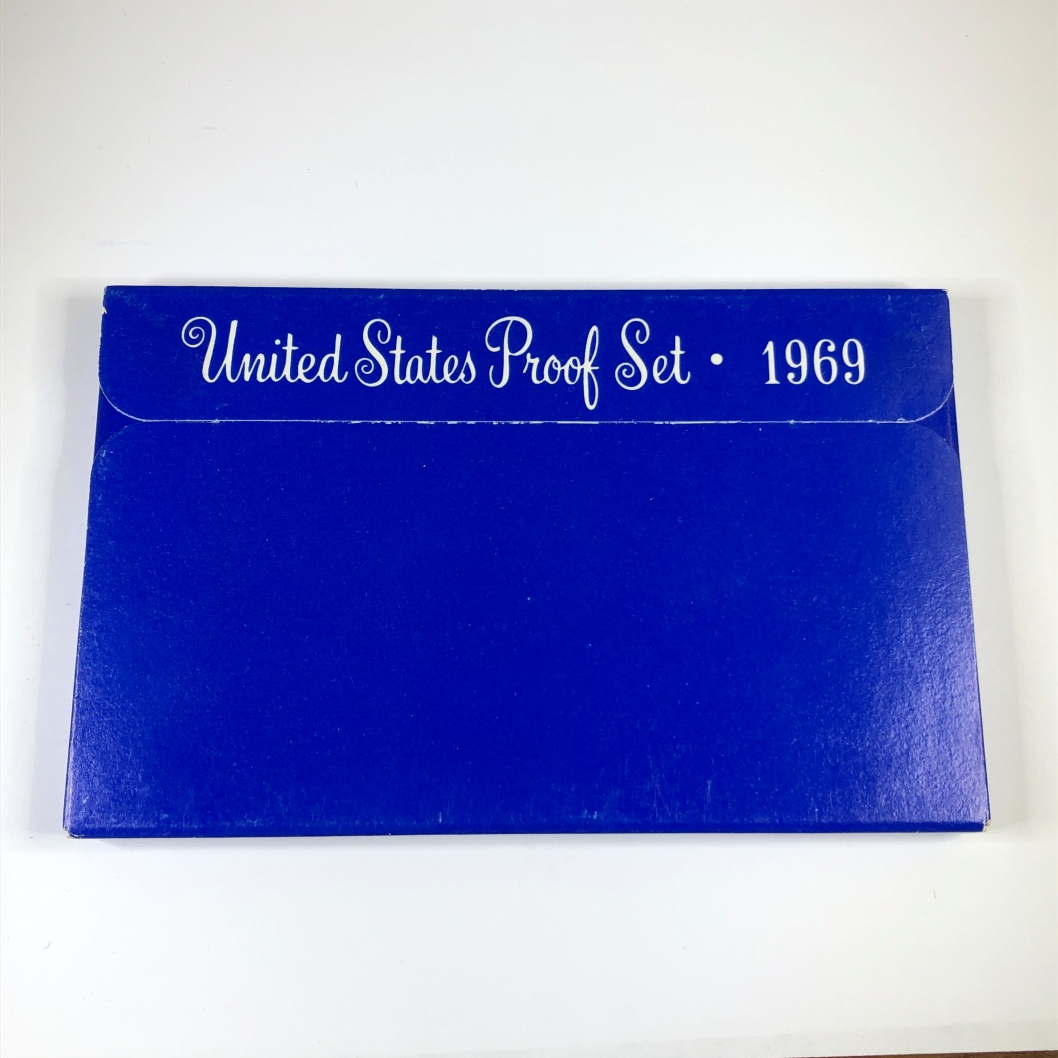 United States Proof Set • 1969